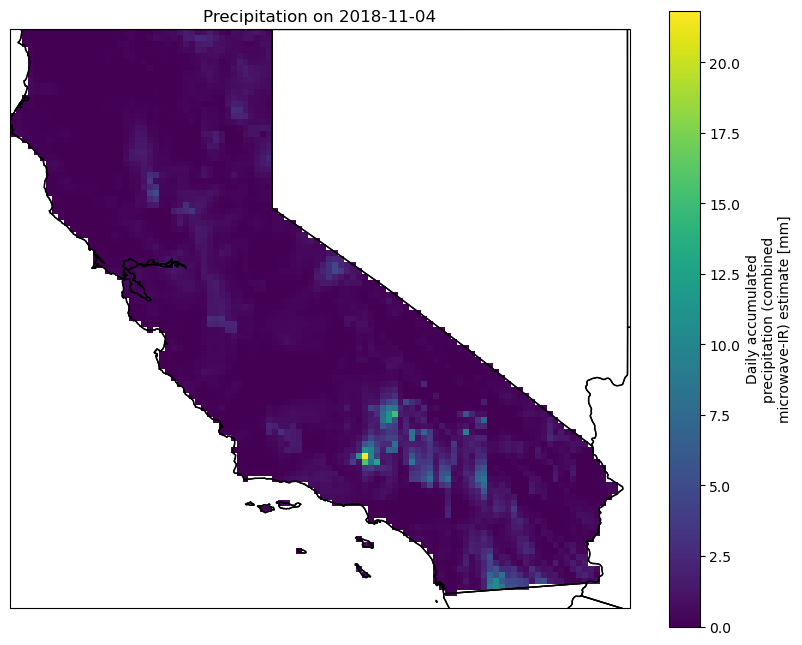 Precipitation on 2018-11-04
20.0
17.5
15.0
12.5
10.0
7.5
5.0
2.5
0.0
Daily accumulated
precipitation (combined
microwave-IR) estimate [mm]